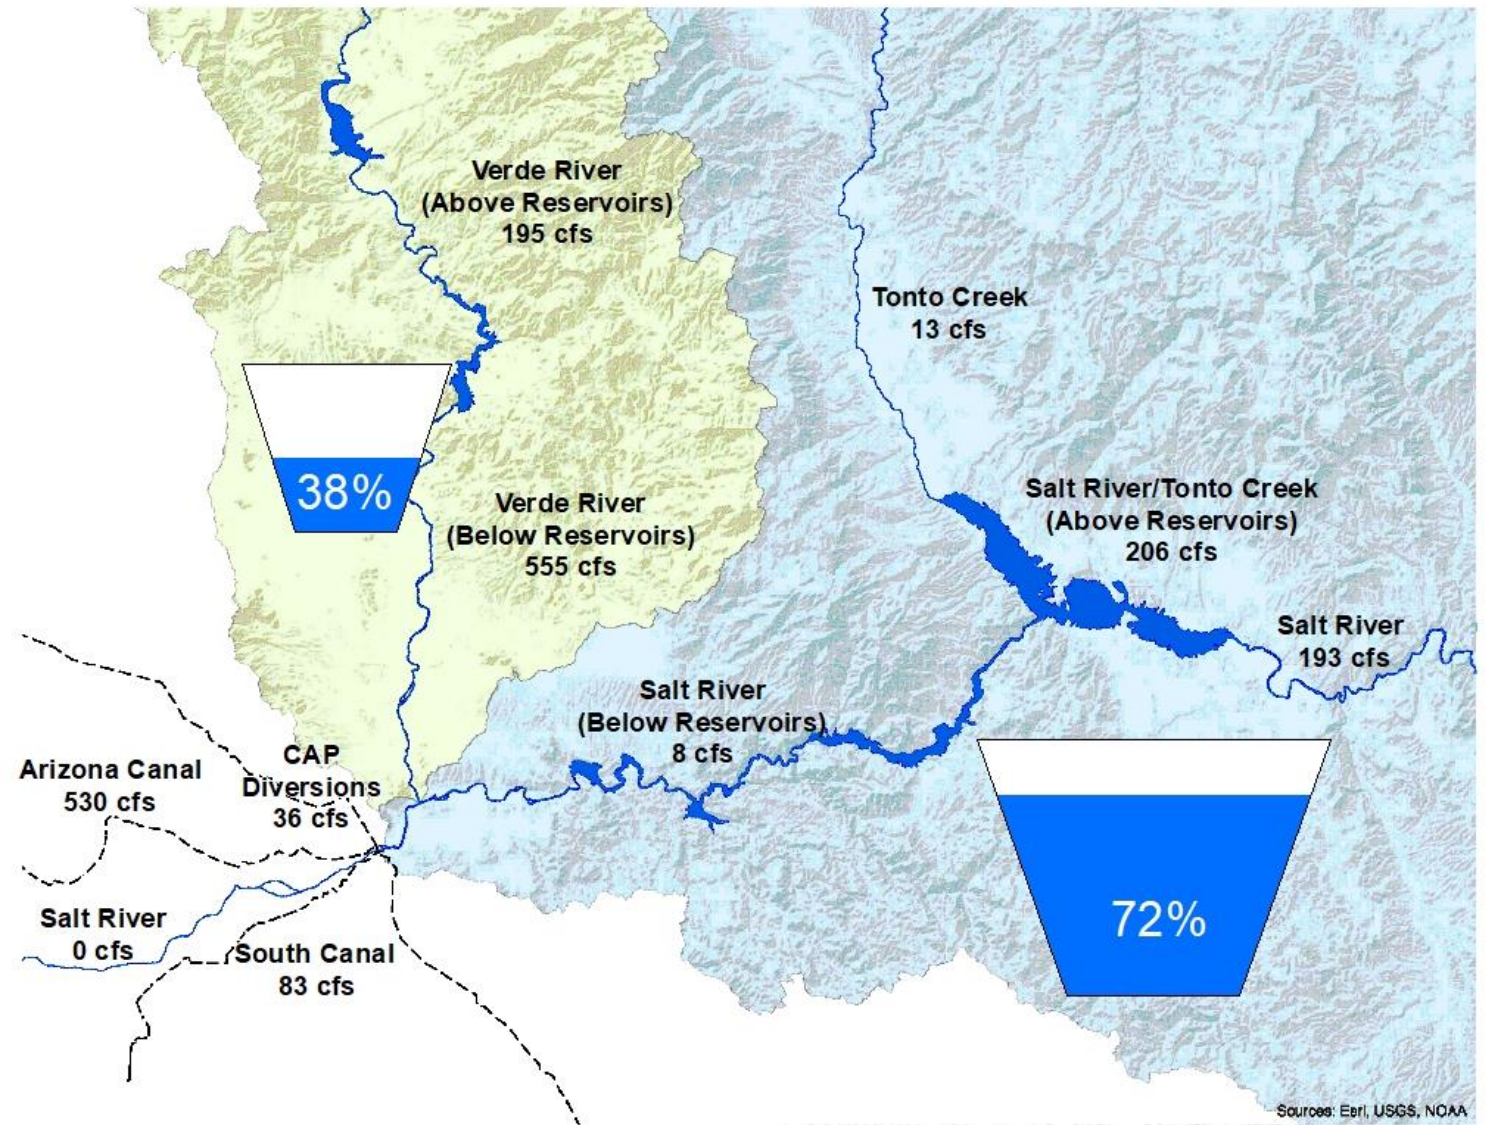 Verde River
(Above Reservoirs)
195 cfs
Tonto Creek
13 cfs
38%
Verde River
(Below Reservoirs)
555 cfs
Salt River/Tonto Creek
(Above Reservoirs)
206 cfs
Salt River
193 cfs
Salt River
(Below Reservoirs)
8 cfs
CAP
Diversions
36 cfs
Arizona Canal
530 cfs
72%
Salt River
0 cfs
South Canal
83 cfs
Sources: Esri, USGS, NOAA